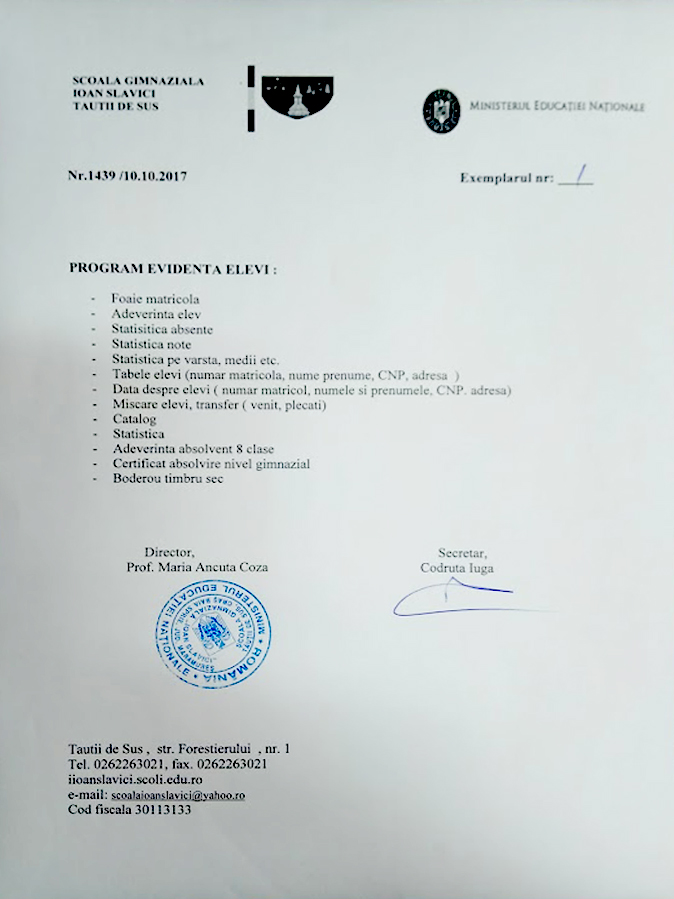 SCOALA GIMNAZIALA
IOAN SLAVICI
TAUTII DE SUS
MINISTERUL EDUCAȚIEI NAȚIONALE
Nr.1439 /10.10.2017
Exemplarul nr: 1
PROGRAM EVIDENTA ELEVI :
- Foaie matricola
- Adeverinta elev
- Statisitica absente
- Statistica note
- Statistica pe varsta, medii etc.
- Tabele elevi (numar matricola, nume prenume, CNP, adresa )
- Data despre elevi ( numar matricol, numele si prenumele, CNP. adresa)
- Miscare elevi, transfer ( venit, plecati)
- Catalog
- Statistica
- Adeverinta absolvent 8 clase
- Certificat absolvire nivel gimnazial
- Boderou timbru sec
Director,
Prof. Maria Ancuta Coza
Secretar,
Codruta Iuga
ROMANIA * MINISTERUL EDUCATIEI NATIONALE *
Tautii de Sus , str. Forestierului , nr. 1
Tel. 0262263021, fax. 0262263021
iioanslavici.scoli.edu.ro
e-mail: scoalaioanslavici@yahoo.ro
Cod fiscala 30113133